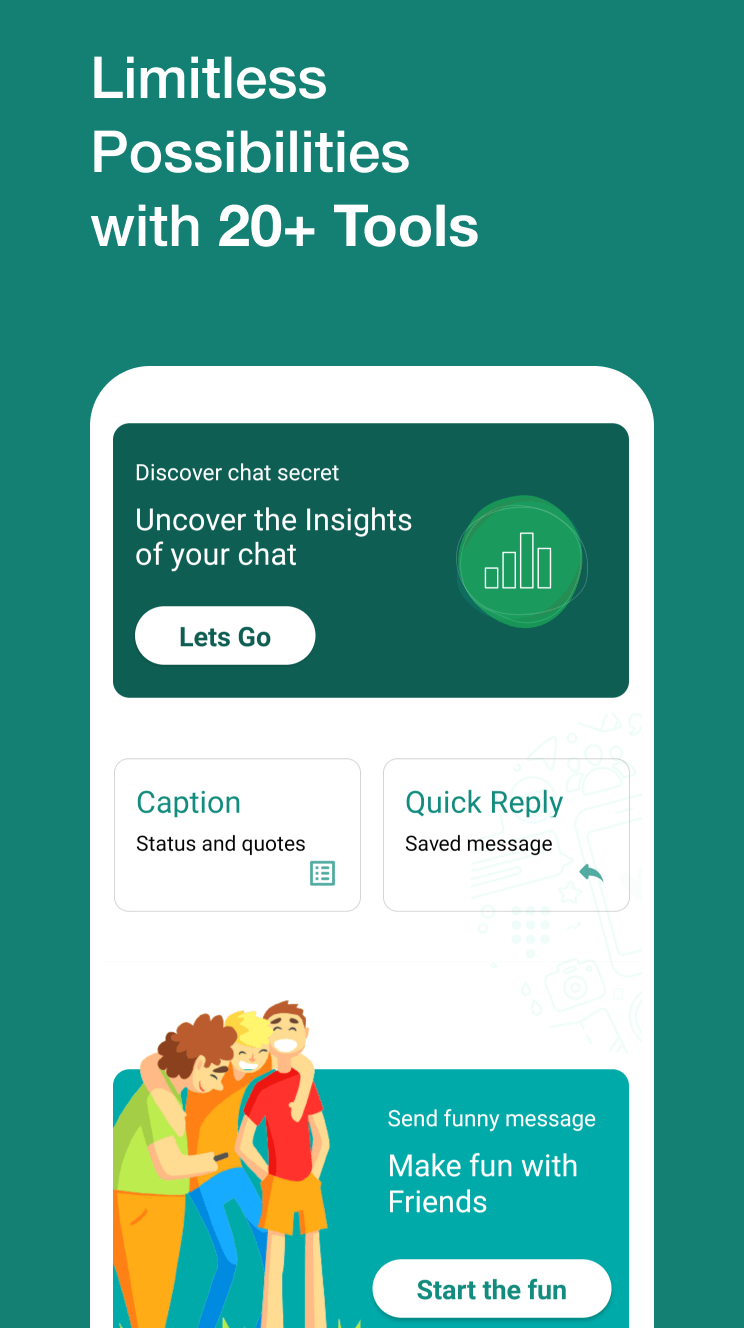 Limitless
Possibilities
with 20+ Tools
Discover chat secret
Uncover the Insights
of your chat
Lets Go
Caption
Status and quotes
Quick Reply
Saved message
Send funny message
Make fun with
Friends
Start the fun